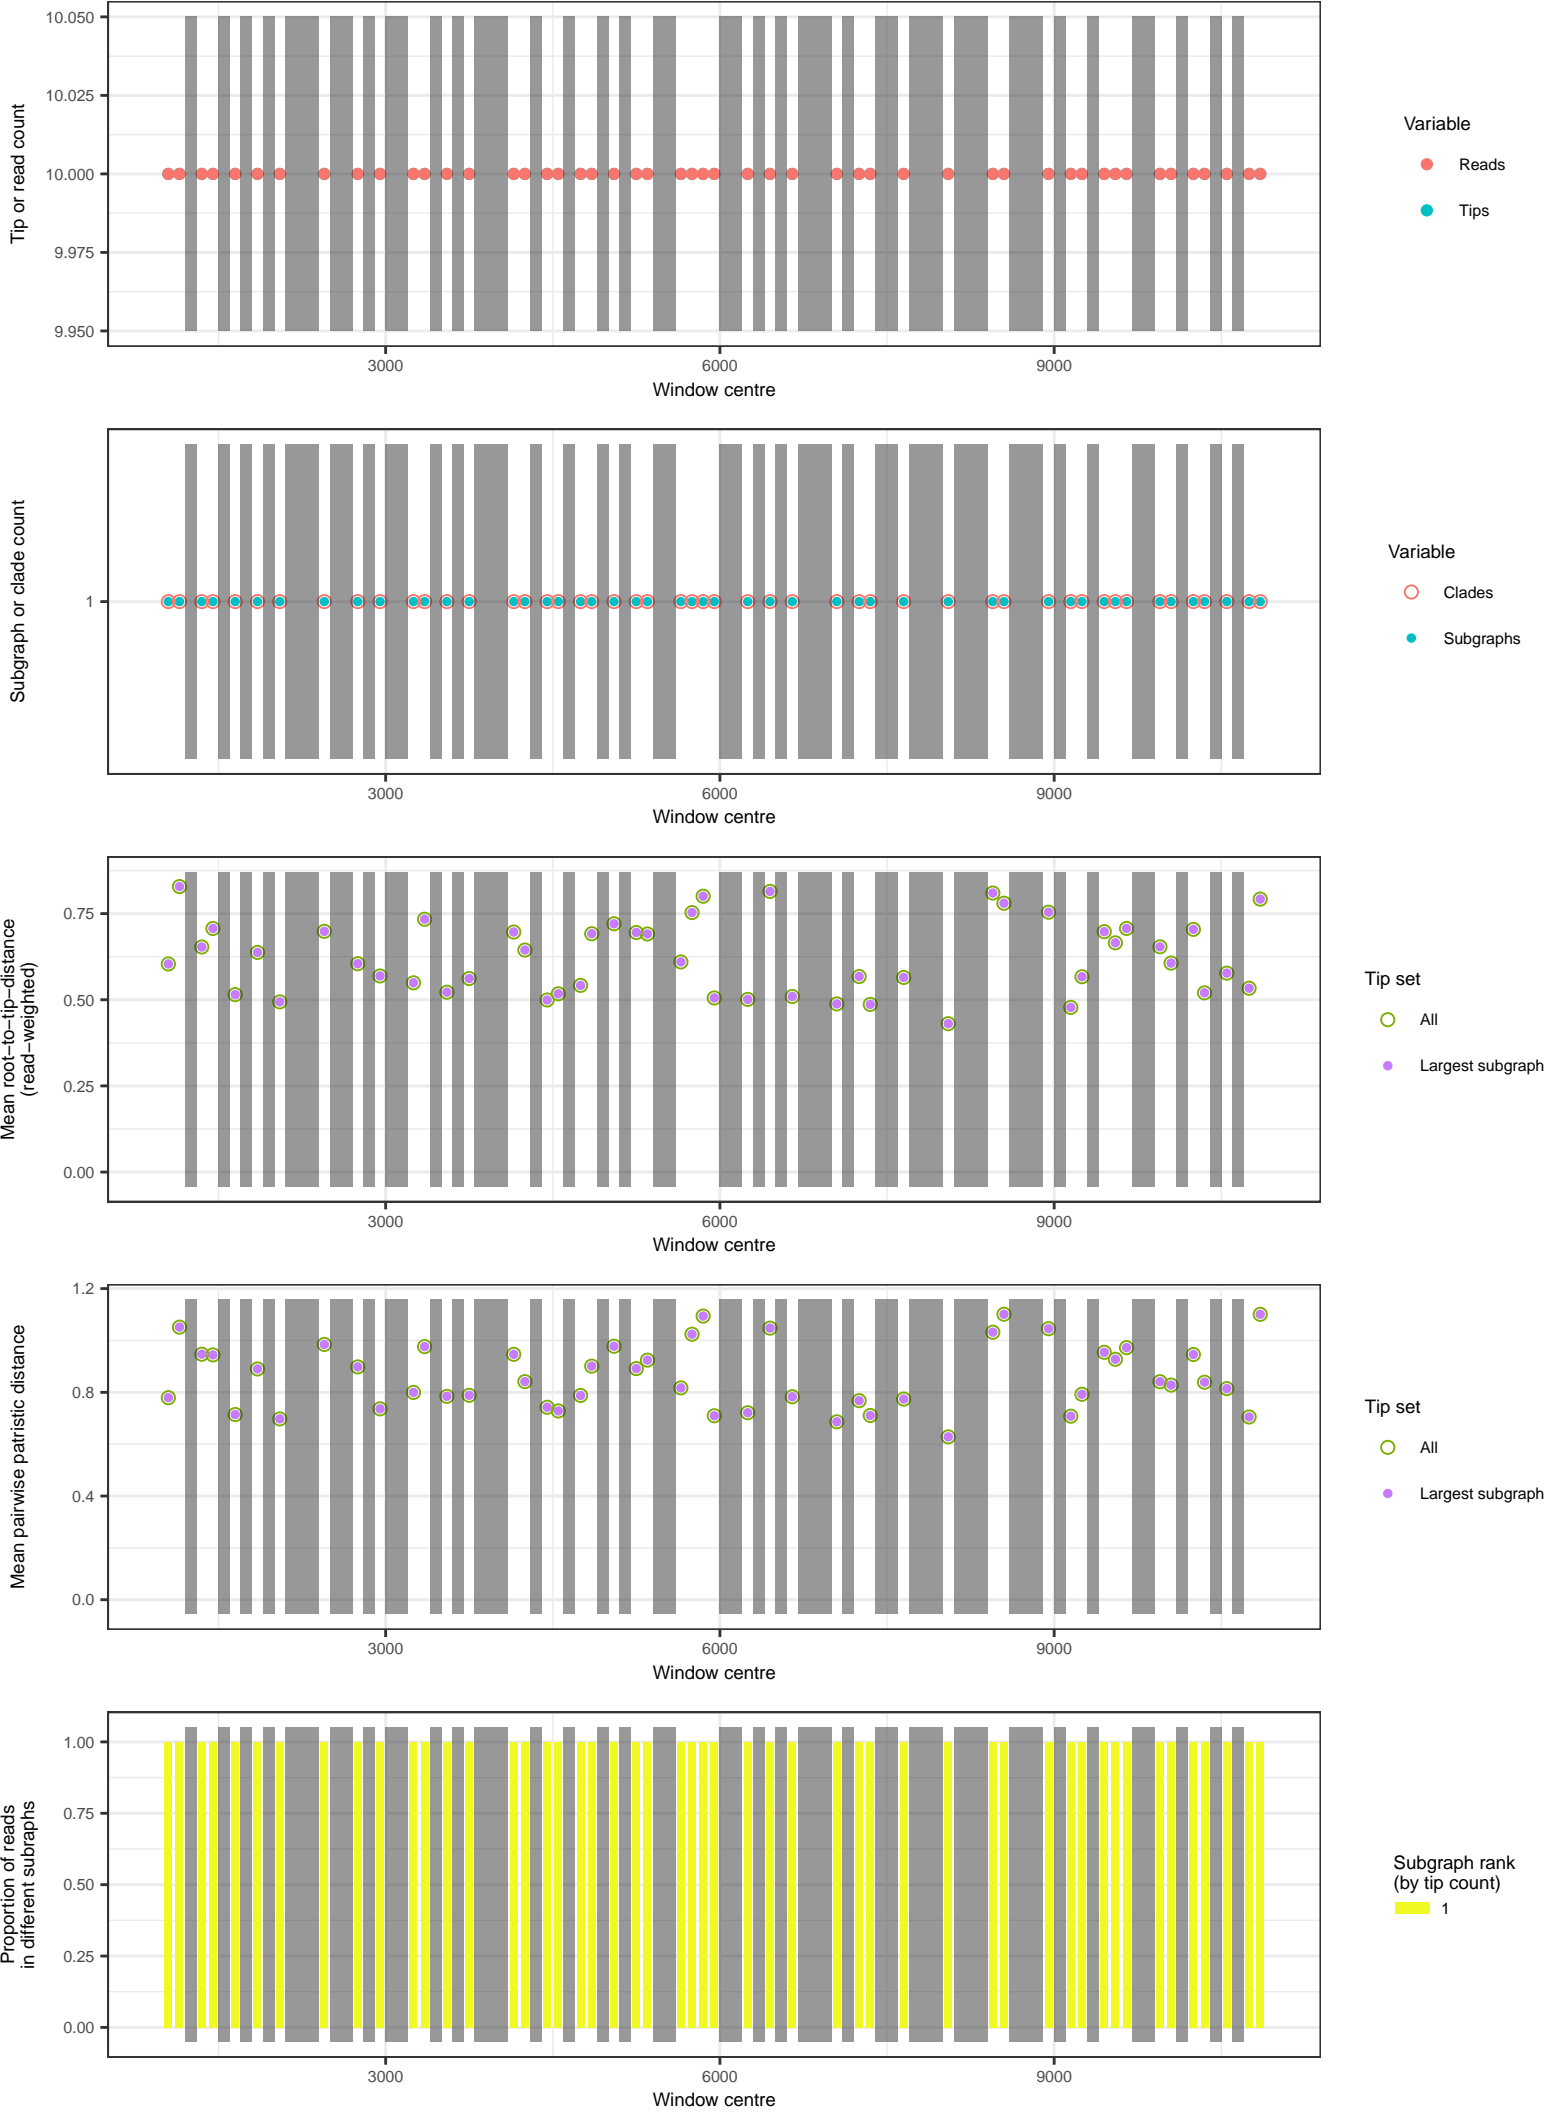 10.050
10.025
10.000
9.975
9.950
Tip or read count
3000
6000
9000
Window centre
Variable
Reads
Tips
Subgraph or clade count
1
3000
6000
9000
Window centre
Variable
Clades
Subgraphs
Mean root−to−tip−distance
(read−weighted)
0.75
0.50
0.25
0.00
3000
6000
9000
Window centre
Tip set
All
Largest subgraph
Mean pairwise patristic distance
1.2
0.8
0.4
0.0
3000
6000
9000
Window centre
Tip set
All
Largest subgraph
Proportion of reads
in different subraphs
1.00
0.75
0.50
0.25
0.00
3000
6000
9000
Window centre
Subgraph rank
(by tip count)
1